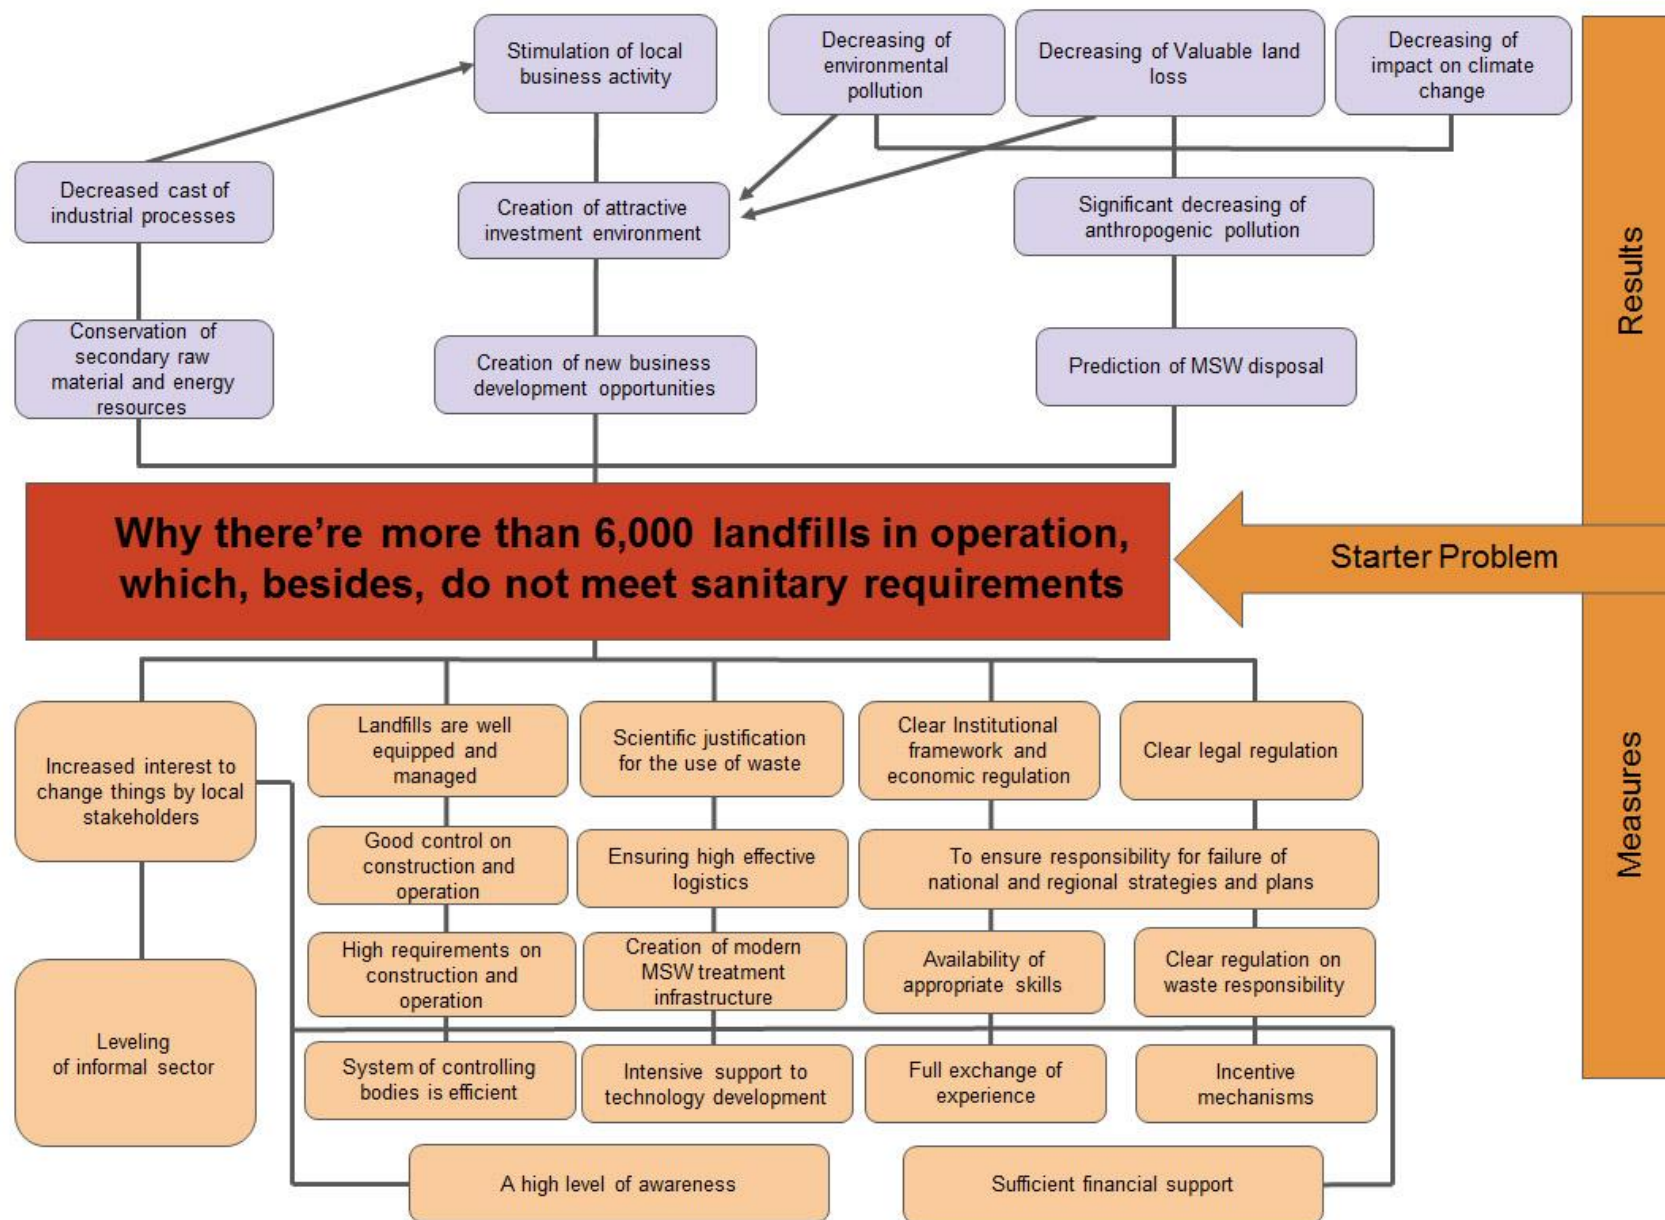 Stimulation of local
business activity
Decreasing of
environmental
pollution
Decreasing of Valuable land
loss
Decreasing of
impact on climate
change
Decreased cast of
industrial processes
Creation of attractive
investment environment
Significant decreasing of
anthropogenic pollution
Conservation of
secondary raw
material and energy
resources
Creation of new business
development opportunities
Prediction of MSW disposal
Results
Why there’re more than 6,000 landfills in operation,
which, besides, do not meet sanitary requirements
Starter Problem
Measures
Increased interest to
change things by local
stakeholders
Landfills are well
equipped and
managed
Scientific justification
for the use of waste
Clear Institutional
framework and
economic regulation
Clear legal regulation
Good control on
construction and
operation
Ensuring high effective
logistics
To ensure responsibility for failure of
national and regional strategies and plans
High requirements on
construction and
operation
Creation of modern
MSW treatment
infrastructure
Availability of
appropriate skills
Clear regulation on
waste responsibility
Leveling
of informal sector
System of controlling
bodies is efficient
Intensive support to
technology development
Full exchange of
experience
Incentive
mechanisms
A high level of awareness
Sufficient financial support